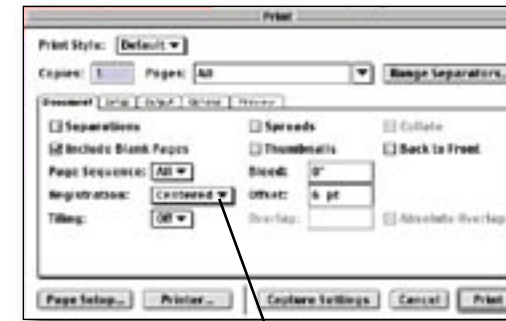 Print
Print Style: Default
Copies: 1 Pages: All Range Separators...
Document Setup Output Options Preview
Separations Spreads Collate
Include Blank Pages Thumbnails Back to Front
Page Sequence: All Bleed: 0"
Registration: Centered Offset: 6 pt
Tiling: Off Overlap: Absolute Overlap
Page Setup... Printer... Capture Settings Cancel Print